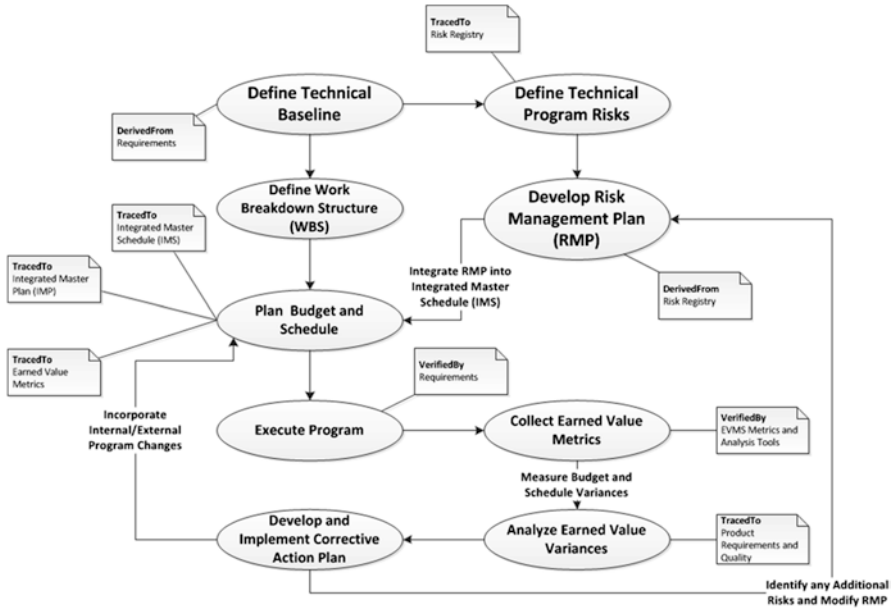 TracedTo
Risk Registry
Define Technical
Baseline
Define Technical
Program Risks
DerivedFrom
Requirements
Define Work
Breakdown Structure
(WBS)
Develop Risk
Management Plan
(RMP)
TracedTo
Integrated Master
Schedule (IMS)
TracedTo
Integrated Master
Plan (IMP)
Integrate RMP into
Integrated Master
Schedule (IMS)
DerivedFrom
Risk Registry
Plan Budget and
Schedule
TracedTo
Earned Value
Metrics
VerifiedBy
Requirements
Incorporate
Internal/External
Program Changes
Execute Program
Collect Earned Value
Metrics
VerifiedBy
EVMS Metrics and
Analysis Tools
Measure Budget and
Schedule Variances
Develop and
Implement Corrective
Action Plan
Analyze Earned Value
Variances
TracedTo
Product
Requirements and
Quality
Identify any Additional
Risks and Modify RMP